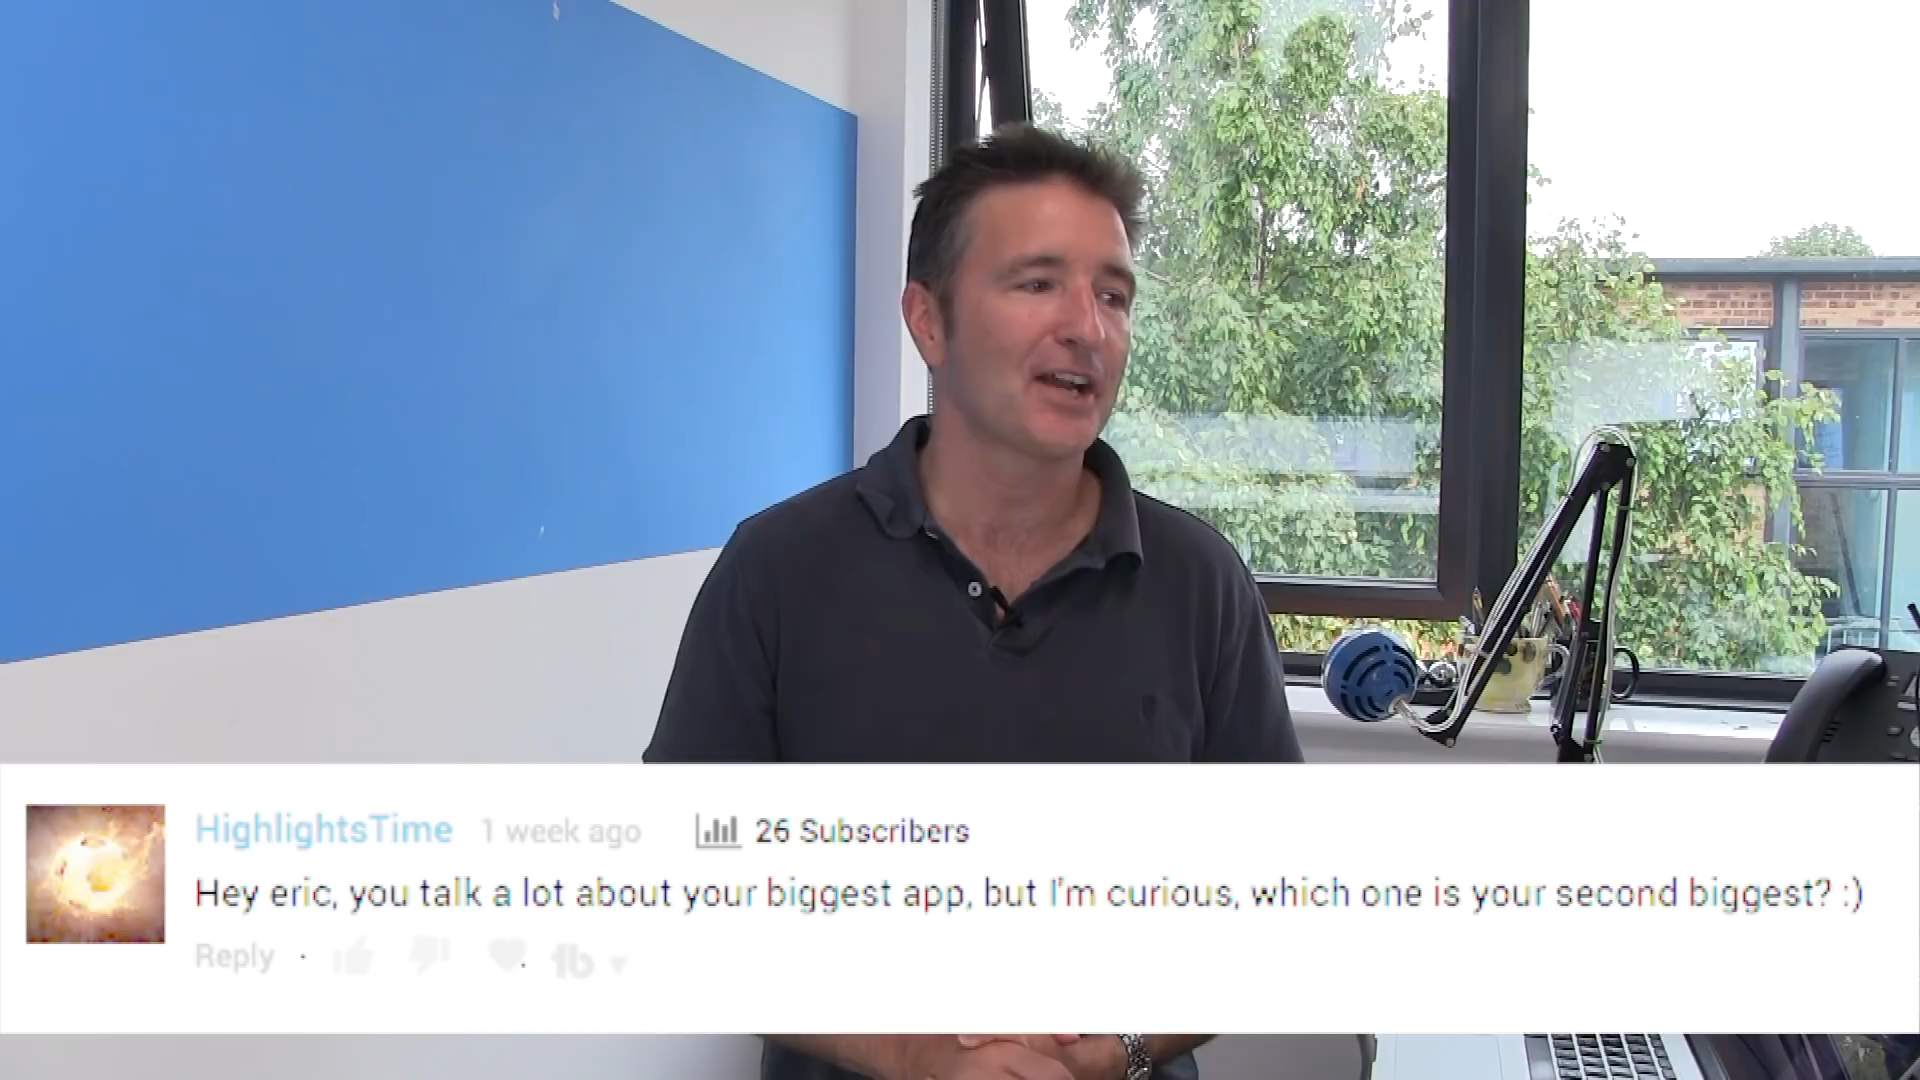 HighlightsTime 1 week ago 26 Subscribers
Hey eric, you talk a lot about your biggest app, but I'm curious, which one is your second biggest? :)
Reply · tb